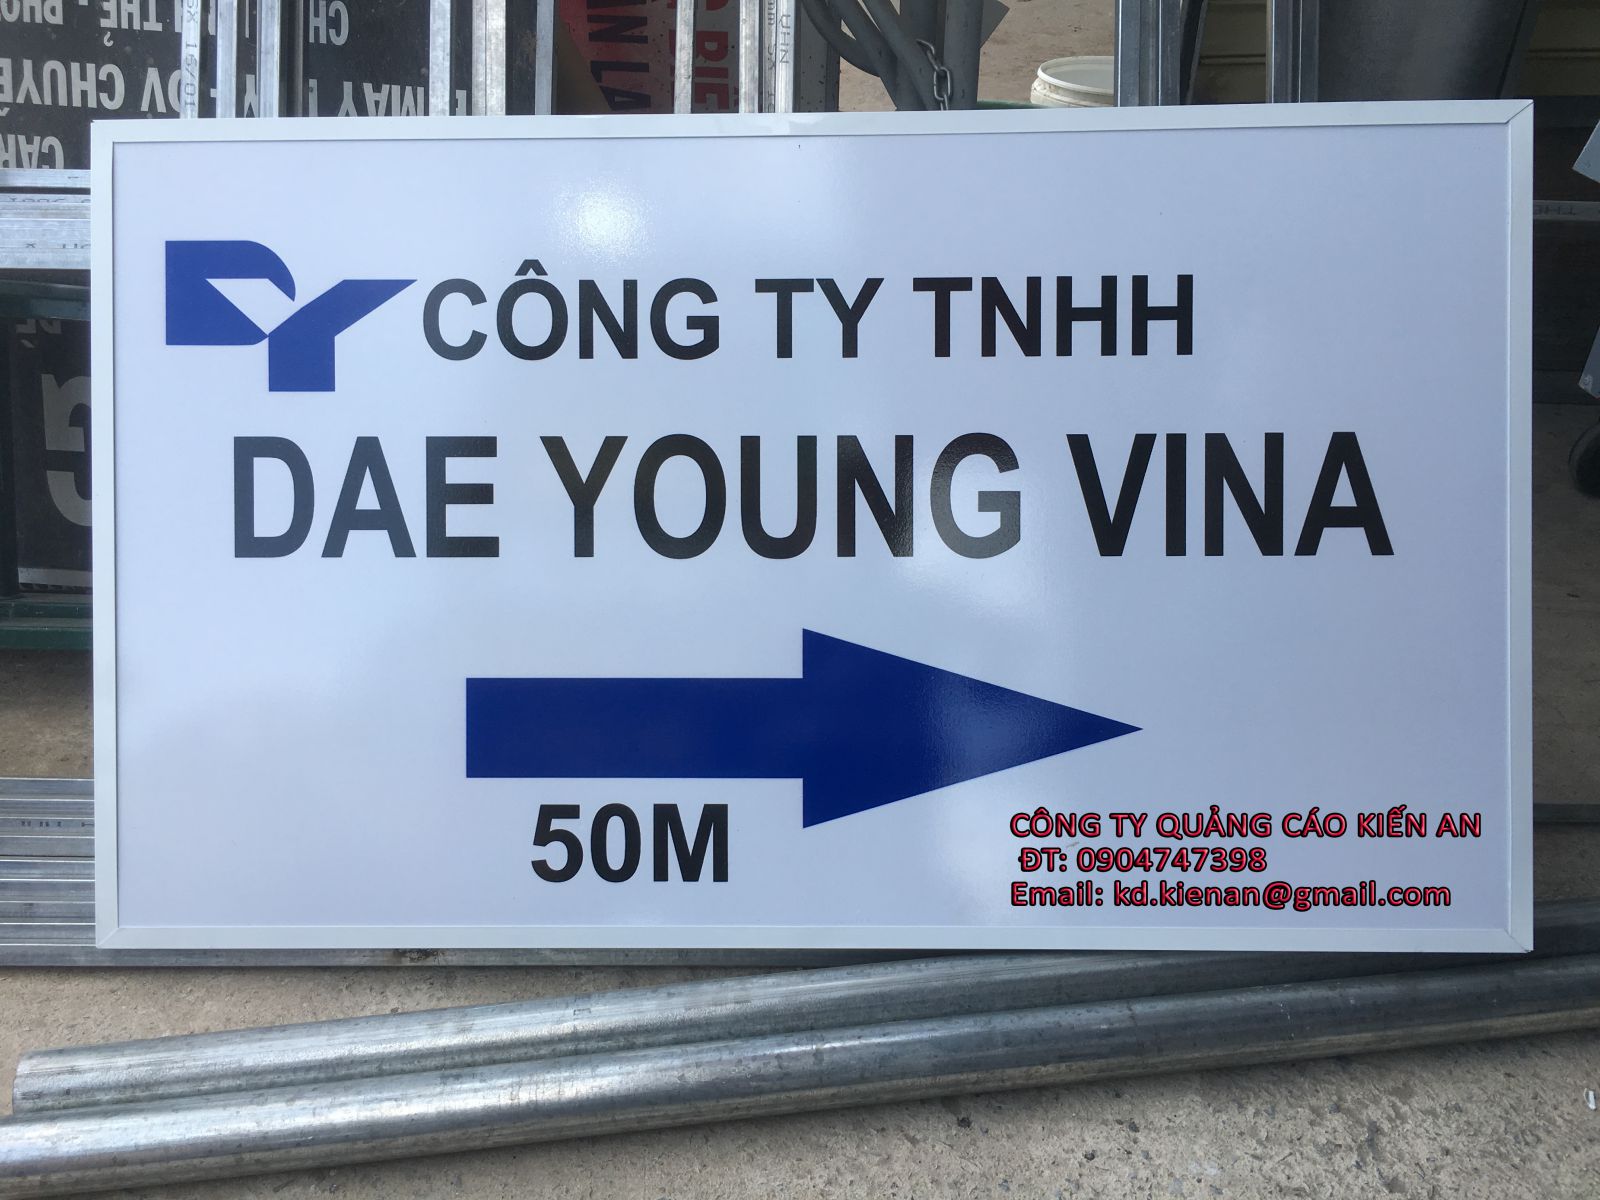 DY CÔNG TY TNHH
DAE YOUNG VINA
50M
CÔNG TY QUẢNG CÁO KIẾN AN
ĐT: 0904747398
Email: kd.kienan@gmail.com